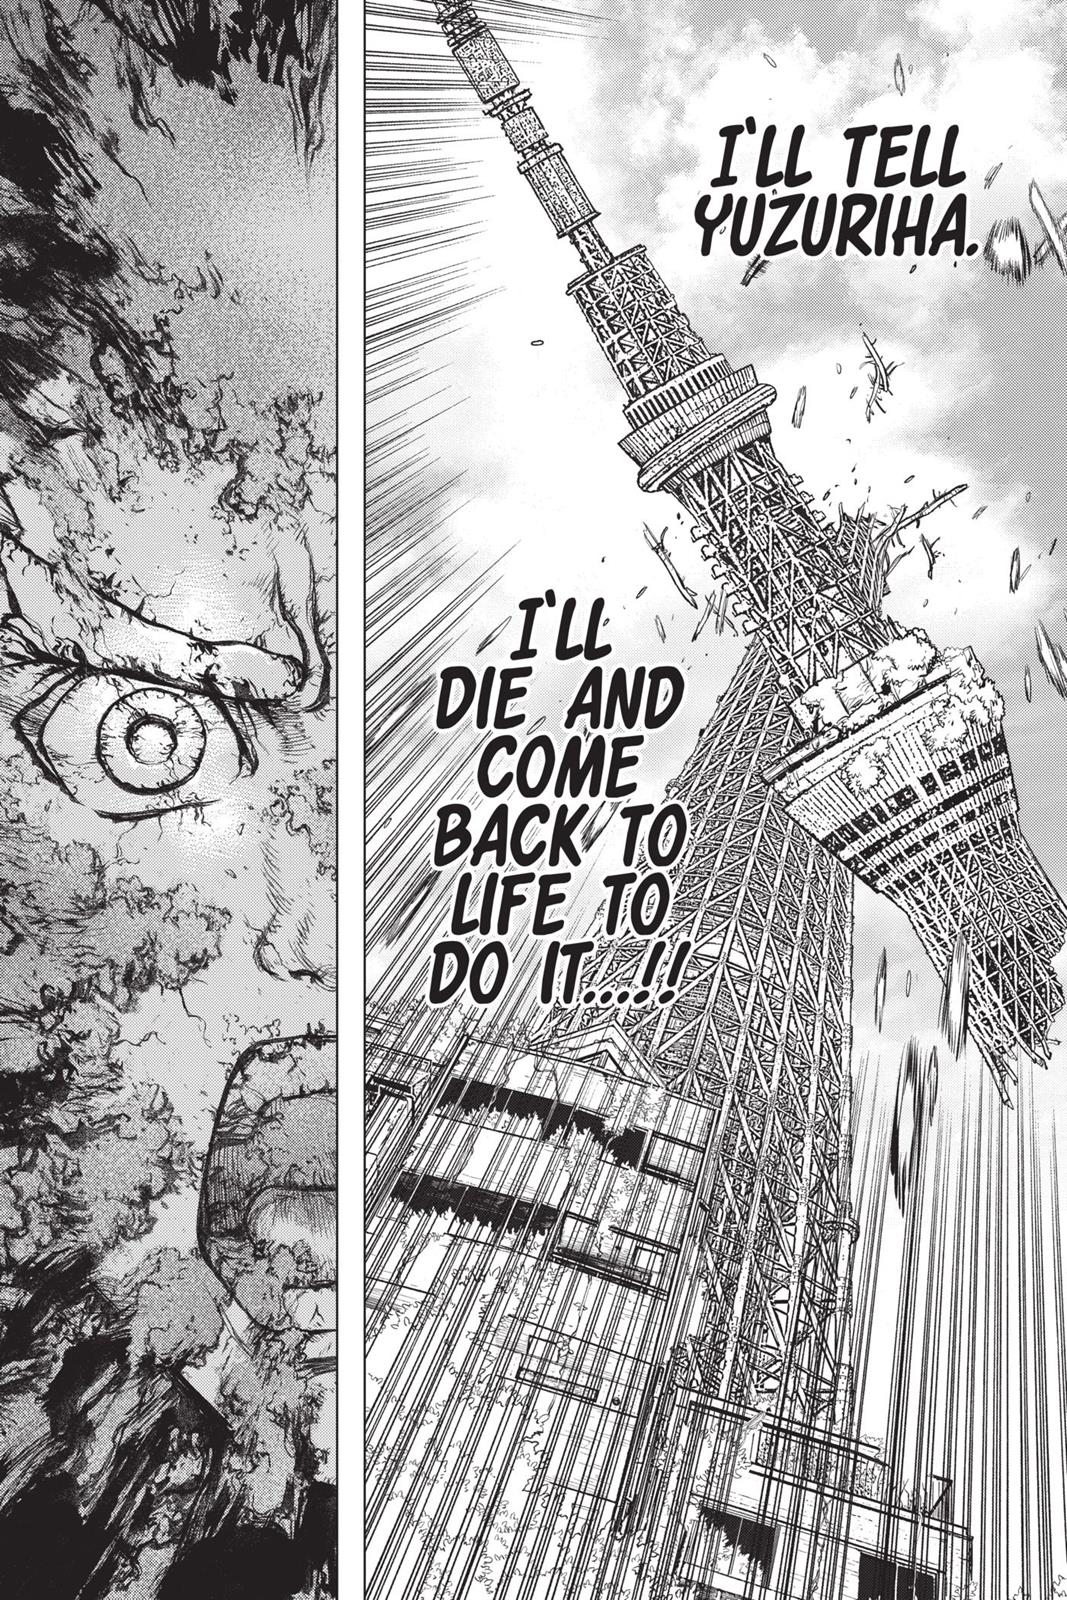 I'LL TELL
YUZURIHA.
I'LL
DIE AND
COME
BACK TO
LIFE TO
DO IT....!!